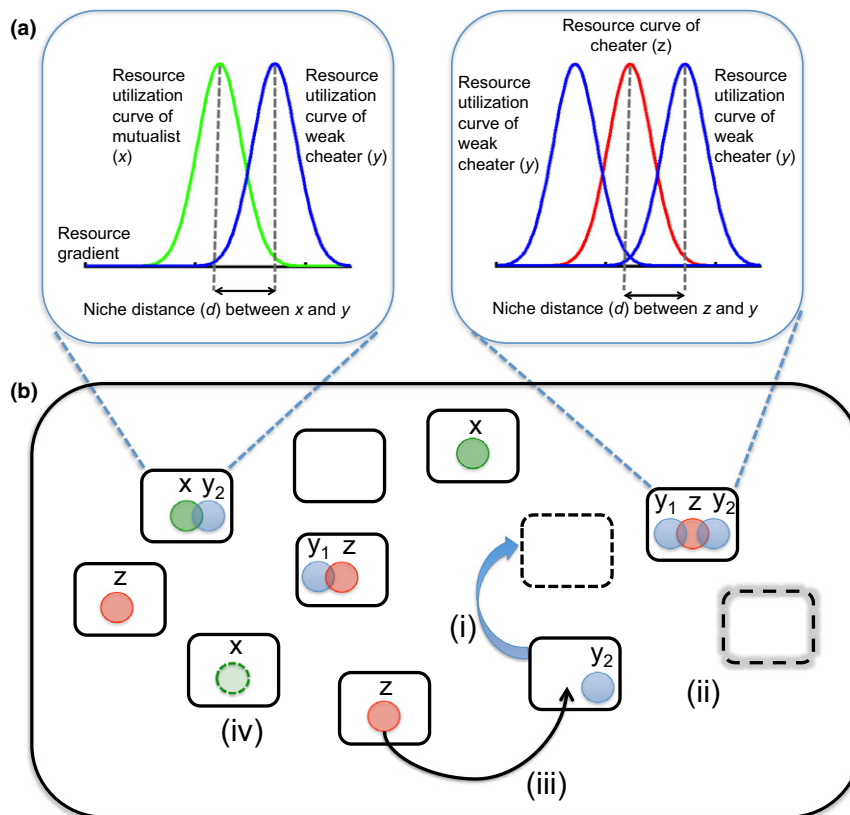 (a)
Resource
utilization
curve of
mutualist
(x)
Resource
utilization
curve of
weak
cheater (y)
Resource
gradient
Niche distance (d) between x and y
Resource curve of
cheater (z)
Resource
utilization
curve of
weak
cheater (y)
Resource
utilization
curve of
weak
cheater (y)
Niche distance (d) between z and y
(b)
x
x y2
y1 z y2
y1 z
z
(i)
x
y2
z
(ii)
(iv)
(iii)